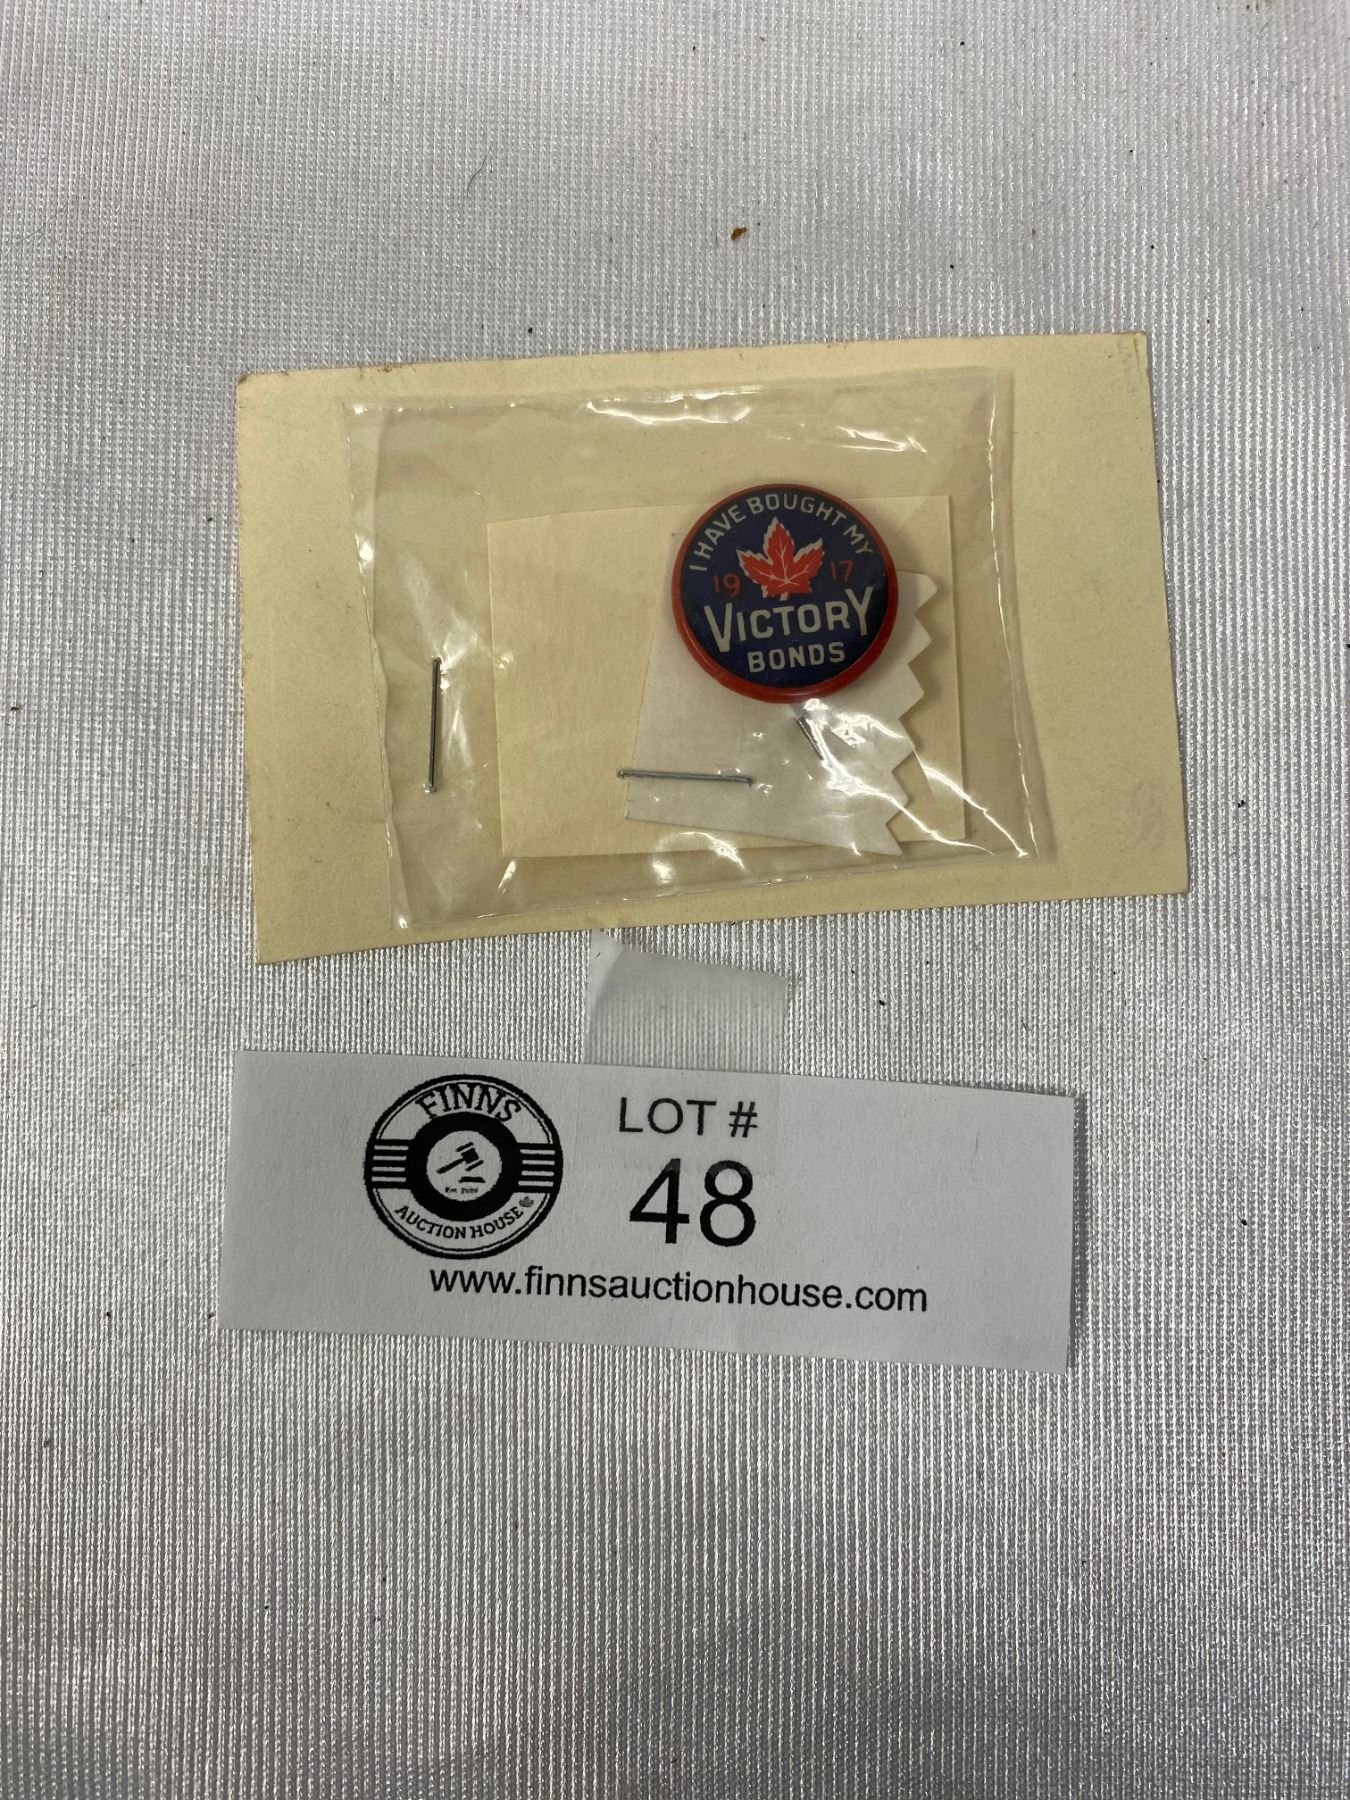 I HAVE BOUGHT MY
19 17
VICTORY
BONDS
FINNS
AUCTION HOUSE
LOT #
48
www.finnsauctionhouse.com